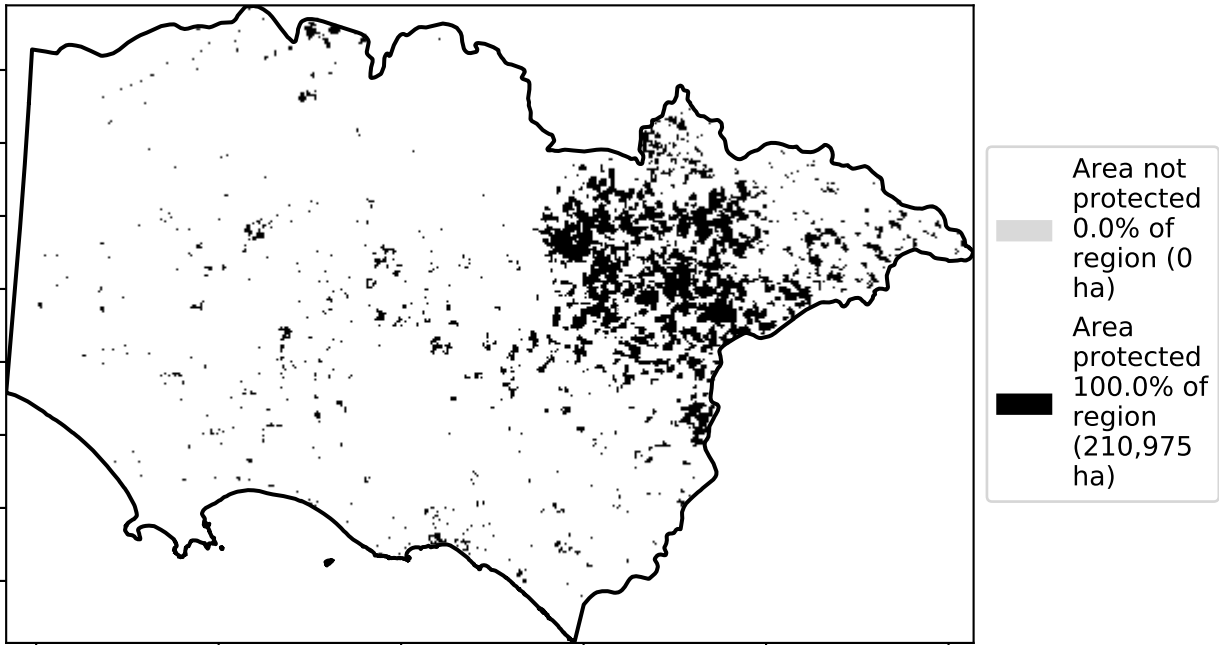 Area not
protected
0.0% of
region (0
ha)
Area
protected
100.0% of
region
(210,975
ha)